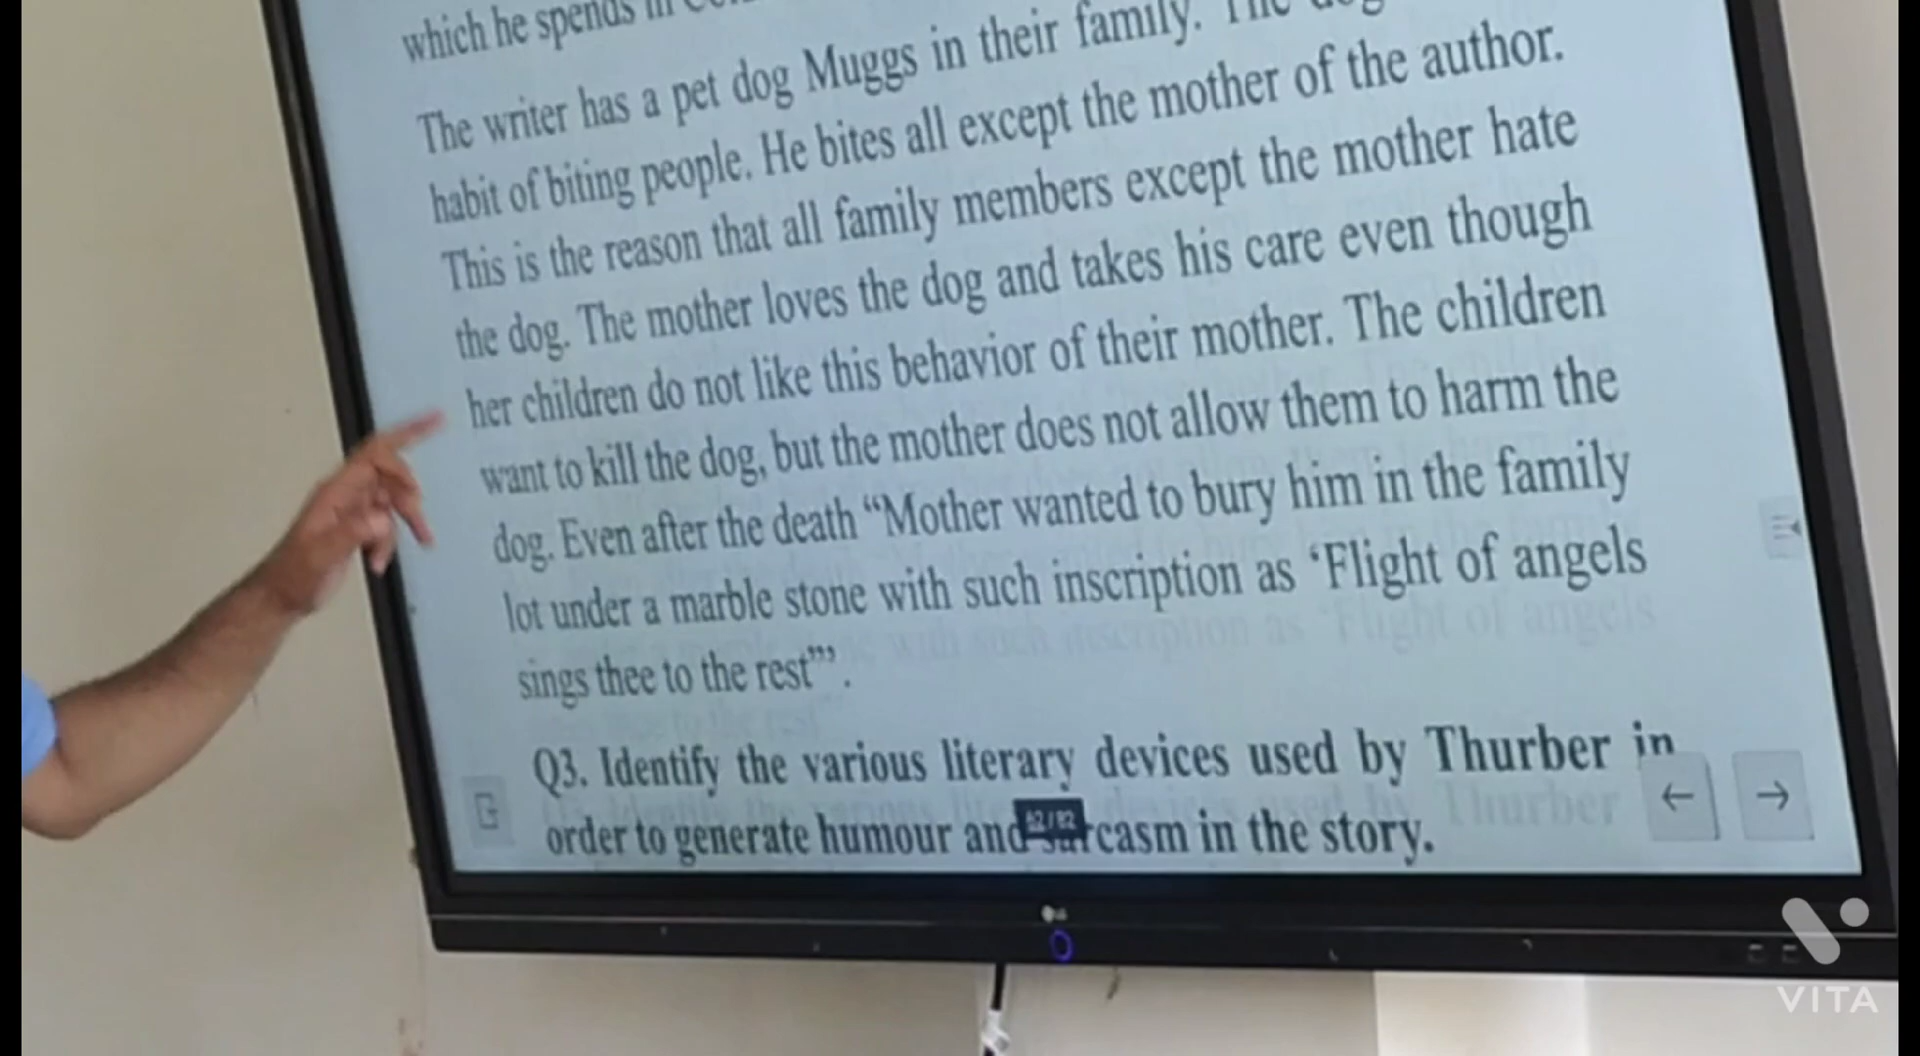 which he spends in
The writer has a pet dog Muggs in their family. The dog
habit of biting people. He bites all except the mother of the author.
This is the reason that all family members except the mother hate
the dog. The mother loves the dog and takes his care even though
her children do not like this behavior of their mother. The children
want to kill the dog, but the mother does not allow them to harm the
dog. Even after the death “Mother wanted to bury him in the family
lot under a marble stone with such inscription as ‘Flight of angels
sings thee to the rest”’.
Q3. Identify the various literary devices used by Thurber in
order to generate humour and sarcasm in the story.
82/82
VITA